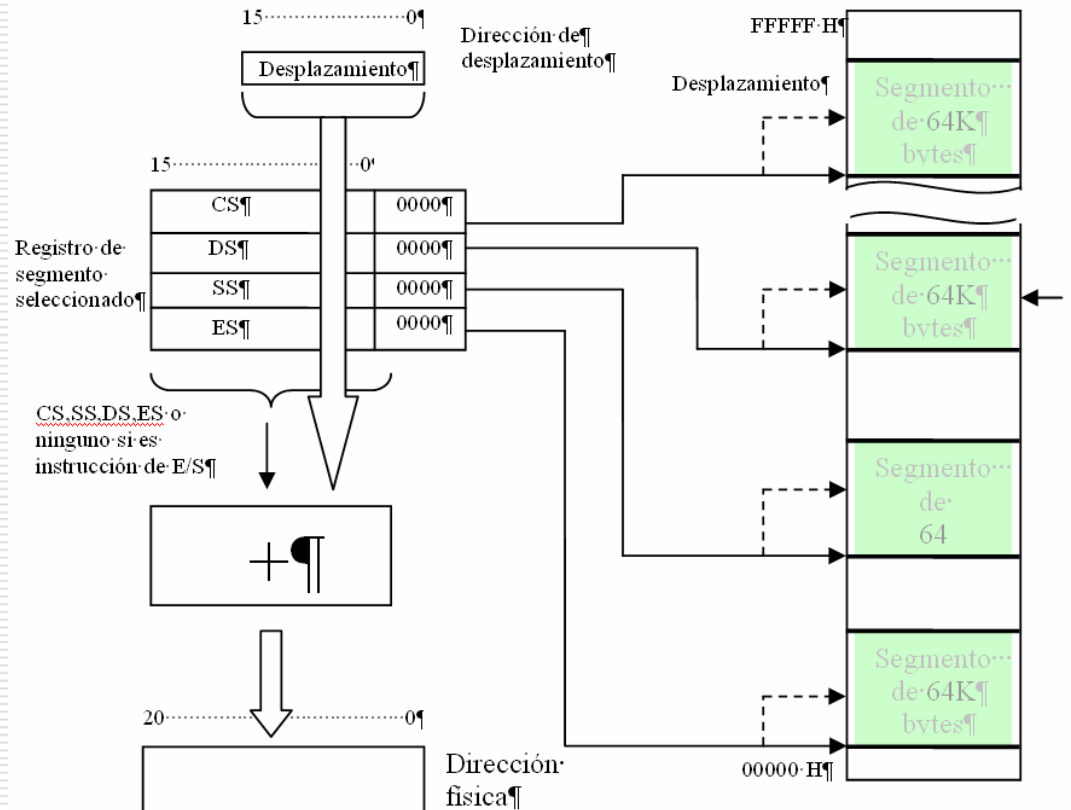 15····················0¶
Desplazamiento¶
Dirección·de¶
desplazamiento¶
15·························0¶
CS¶ 0000¶
DS¶ 0000¶
SS¶ 0000¶
ES¶ 0000¶
Registro·de·
segmento·
seleccionado¶
CS,SS,DS,ES·o·
ninguno·si·es·
instrucción·de·E/S¶
+¶
20································0¶
Dirección·
física¶
FFFFF·H¶
Desplazamiento¶
Segmento···
de·64K¶
bytes¶
Segmento···
de·64K¶
bytes¶
Segmento···
de·
64
Segmento···
de·64K¶
bytes¶
00000·H¶